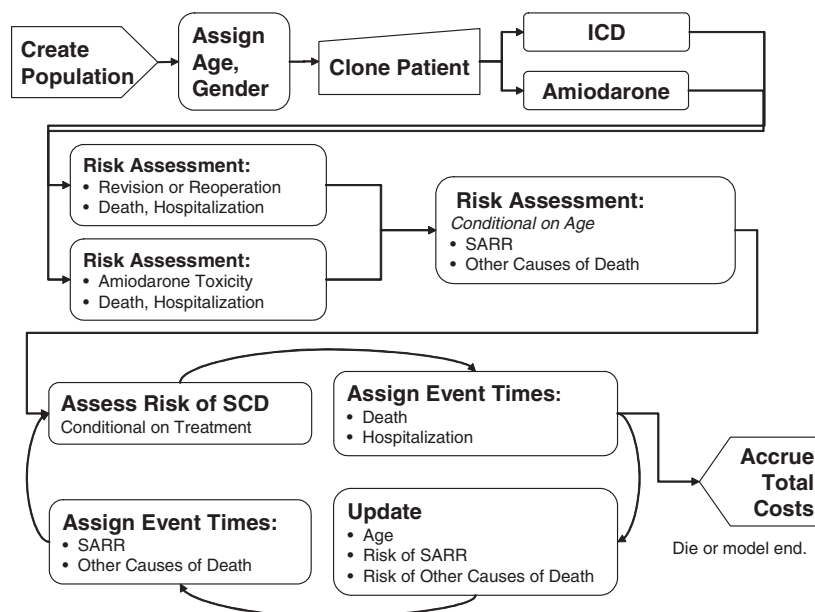 Create
Population
Assign
Age,
Gender
Clone Patient
ICD
Amiodarone
Risk Assessment:
• Revision or Reoperation
• Death, Hospitalization
Risk Assessment:
• Amiodarone Toxicity
• Death, Hospitalization
Risk Assessment:
Conditional on Age
• SARR
• Other Causes of Death
Assess Risk of SCD
Conditional on Treatment
Assign Event Times:
• Death
• Hospitalization
Accrue
Total
Costs
Die or model end.
Assign Event Times:
• SARR
• Other Causes of Death
Update
• Age
• Risk of SARR
• Risk of Other Causes of Death